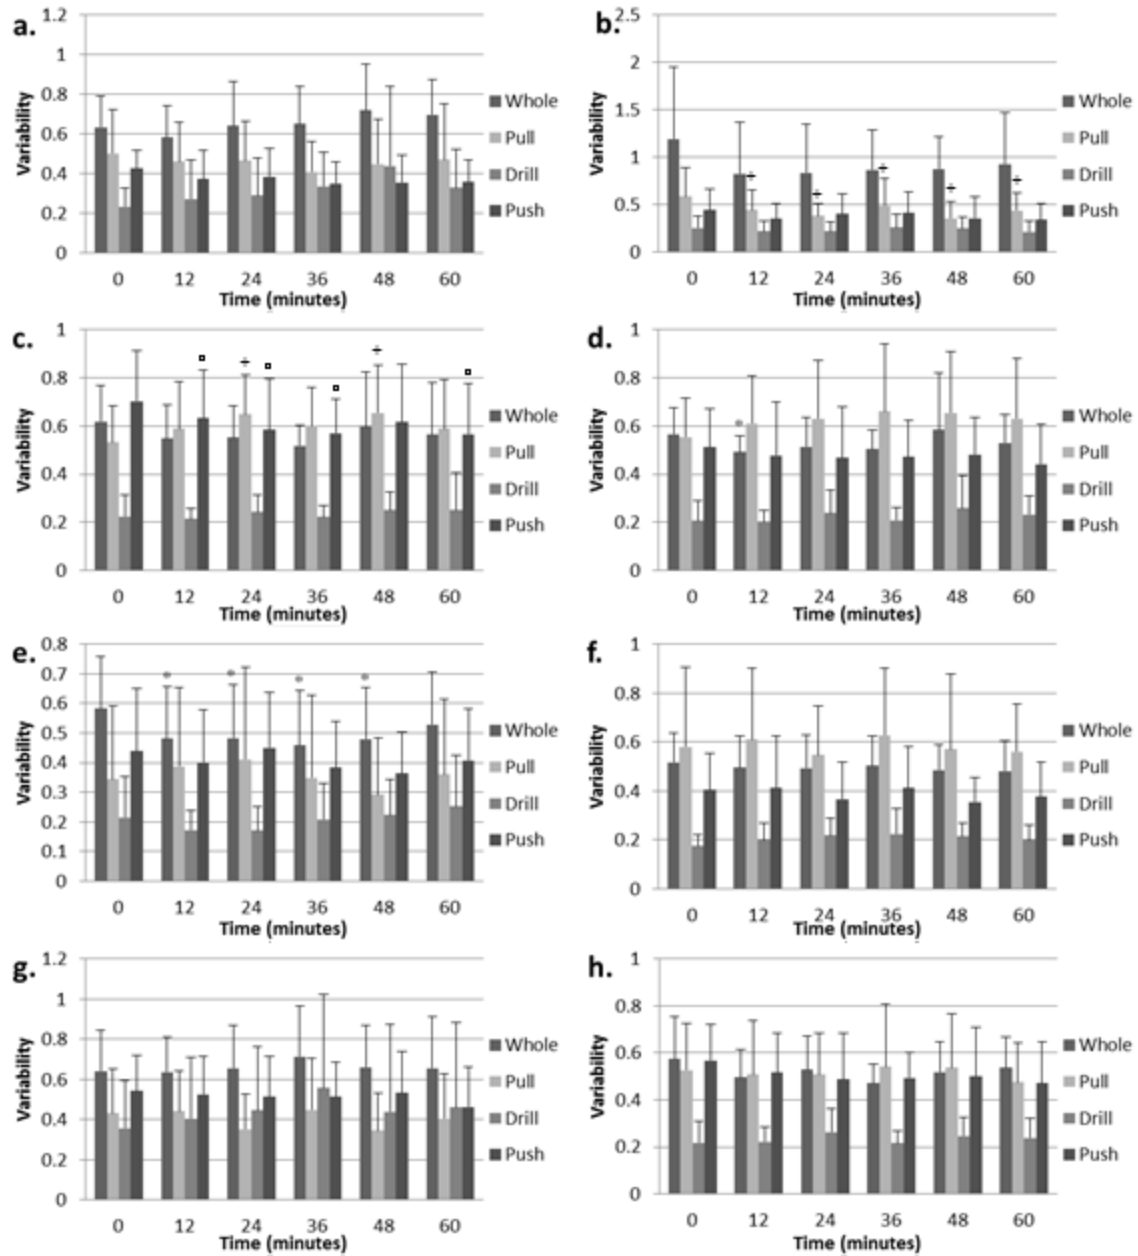 a.
1.2
1
0.8
0.6
0.4
0.2
0
Variability
0 12 24 36 48 60
Time (minutes)
Whole
Pull
Drill
Push
b.
2.5
2
1.5
1
0.5
0
Variability
0 12 24 36 48 60
Time (minutes)
Whole
Pull
Drill
Push
c.
1
0.8
0.6
0.4
0.2
0
Variability
0 12 24 36 48 60
Time (minutes)
Whole
Pull
Drill
Push
d.
1
0.8
0.6
0.4
0.2
0
Variability
0 12 24 36 48 60
Time (minutes)
Whole
Pull
Drill
Push
e.
0.8
0.7
0.6
0.5
0.4
0.3
0.2
0.1
0
Variability
0 12 24 36 48 60
Time (minutes)
Whole
Pull
Drill
Push
f.
1
0.8
0.6
0.4
0.2
0
Variability
0 12 24 36 48 60
Time (minutes)
Whole
Pull
Drill
Push
g.
1.2
1
0.8
0.6
0.4
0.2
0
Variability
0 12 24 36 48 60
Time (minutes)
Whole
Pull
Drill
Push
h.
1
0.8
0.6
0.4
0.2
0
Variability
0 12 24 36 48 60
Time (minutes)
Whole
Pull
Drill
Push